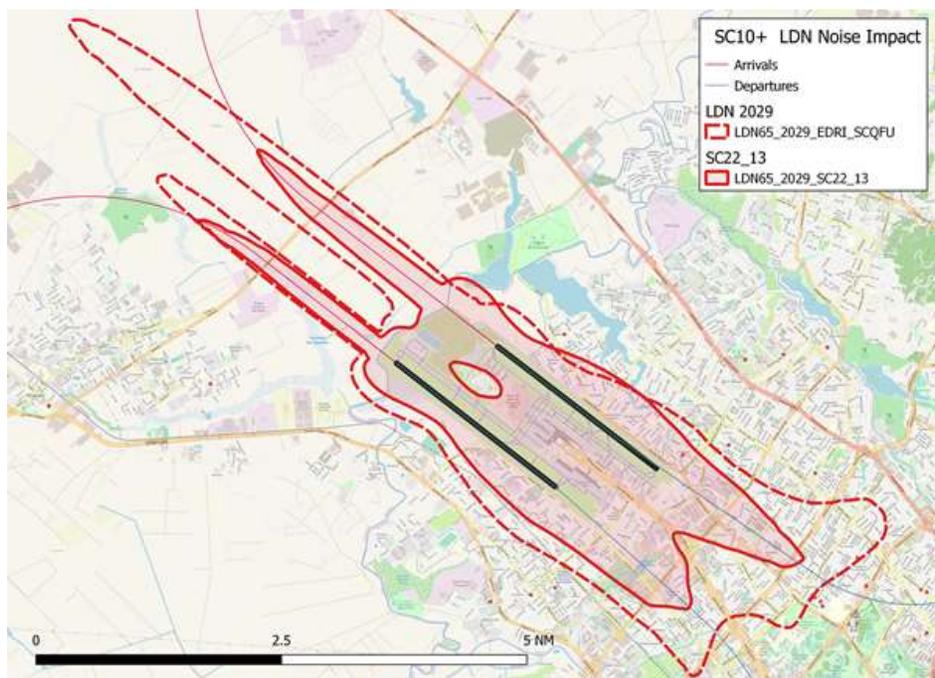 SC10+ LDN Noise Impact
Arrivals
Departures
LDN 2029
LDN65_2029_EDRI_SCQFU
SC22_13
LDN65_2029_SC22_13
0
2.5
5 NM